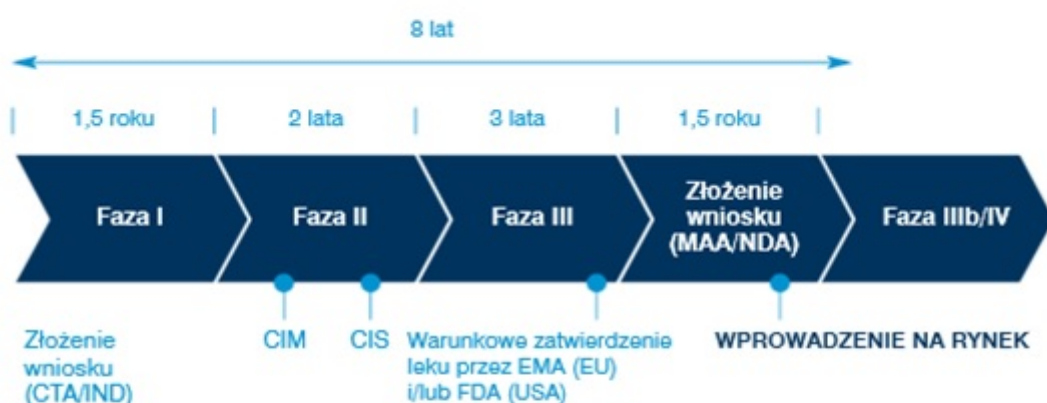 8 lat
1,5 roku
2 lata
3 lata
1,5 roku
Faza I
Faza II
Faza III
Złożenie
wniosku
(MAA/NDA)
Faza IIIb/IV
Złożenie
wniosku
(CTA/IND)
CIM
CIS
Warunkowe zatwierdzenie
leku przez EMA (EU)
i/lub FDA (USA)
WPROWADZENIE NA RYNEK